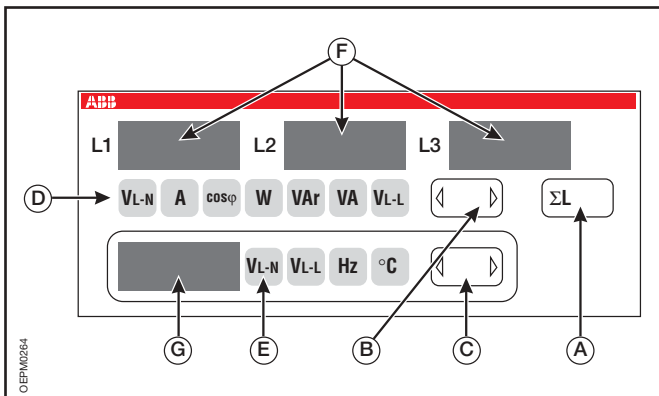 F
ABB
L1 L2 L3
D VL-N A cosφ W VAr VA VL-L ΣL
VL-N VL-L Hz °C
G E B C A
OEPM0264